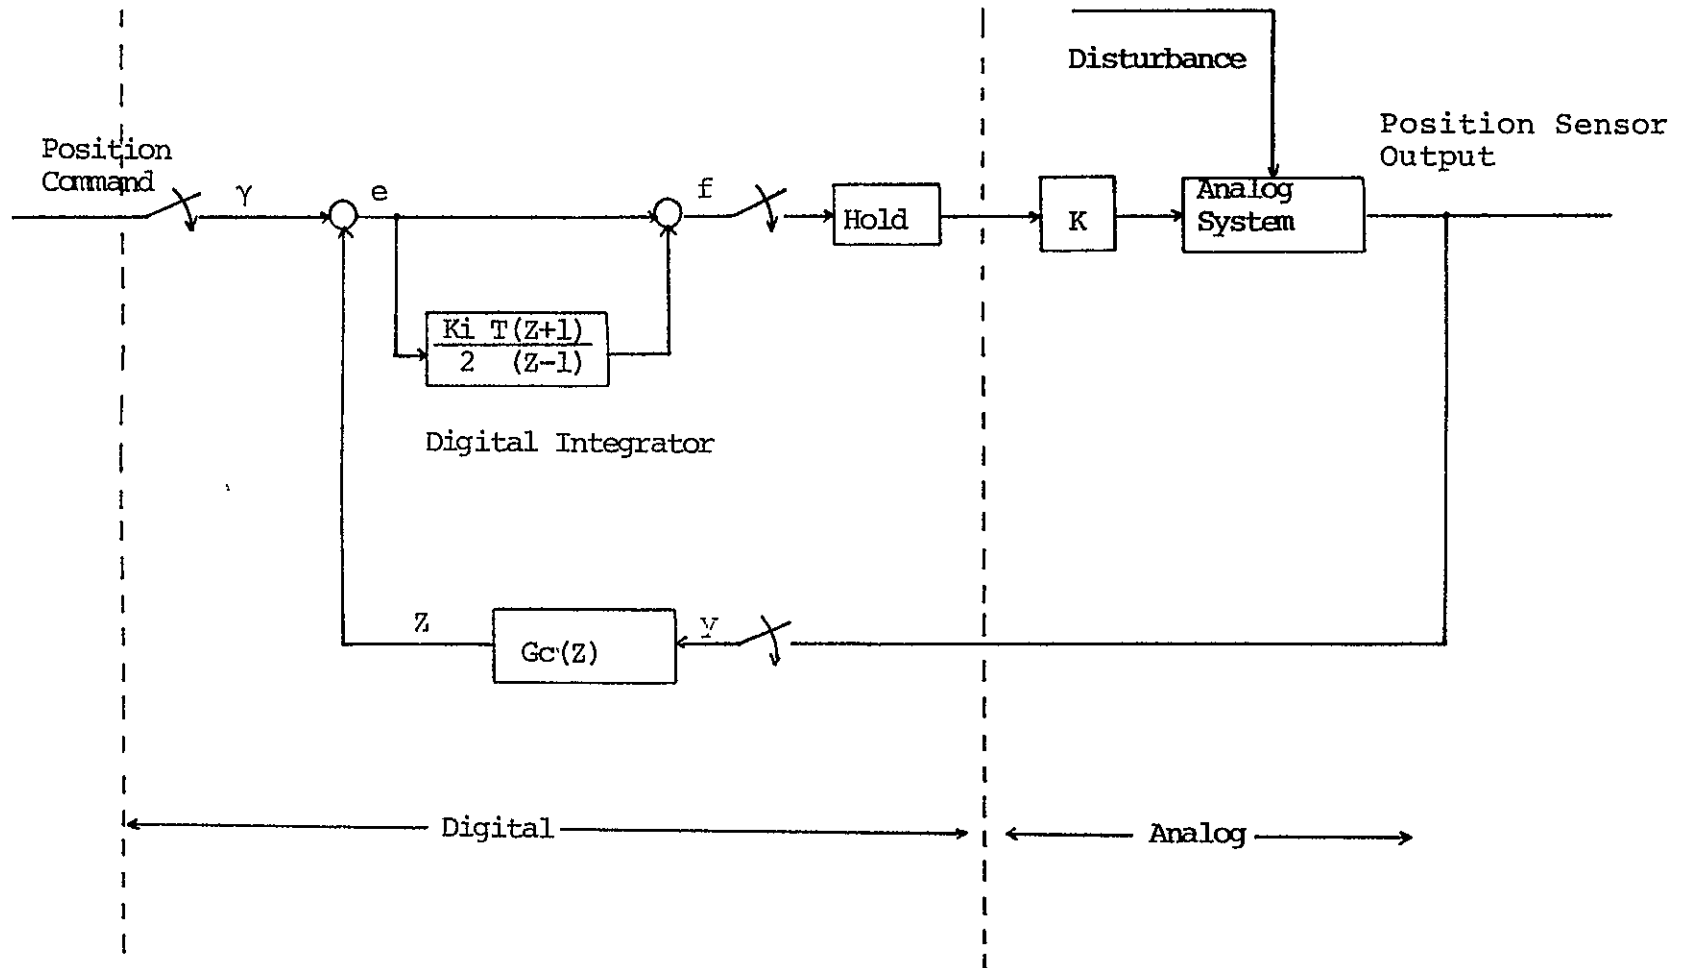 Disturbance
Position Sensor
Output
Position
Command
γ
e
f
Hold
K
Analog
System
Ki T(Z+1)
2 (Z-1)
Digital Integrator
Z
Gc(Z)
y
Digital
Analog